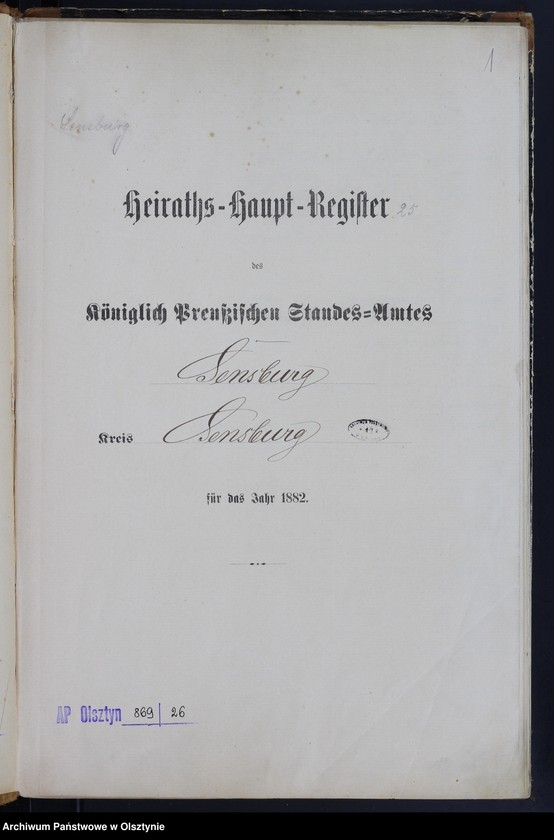 1
Sensburg
Heiraths-Haupt-Register 25
des
Königlich Preußischen Standes=Amtes
Sensburg
Kreis Sensburg
für das Jahr 1882.
AP Olsztyn 869 | 26
Archiwum Państwowe w Olsztynie